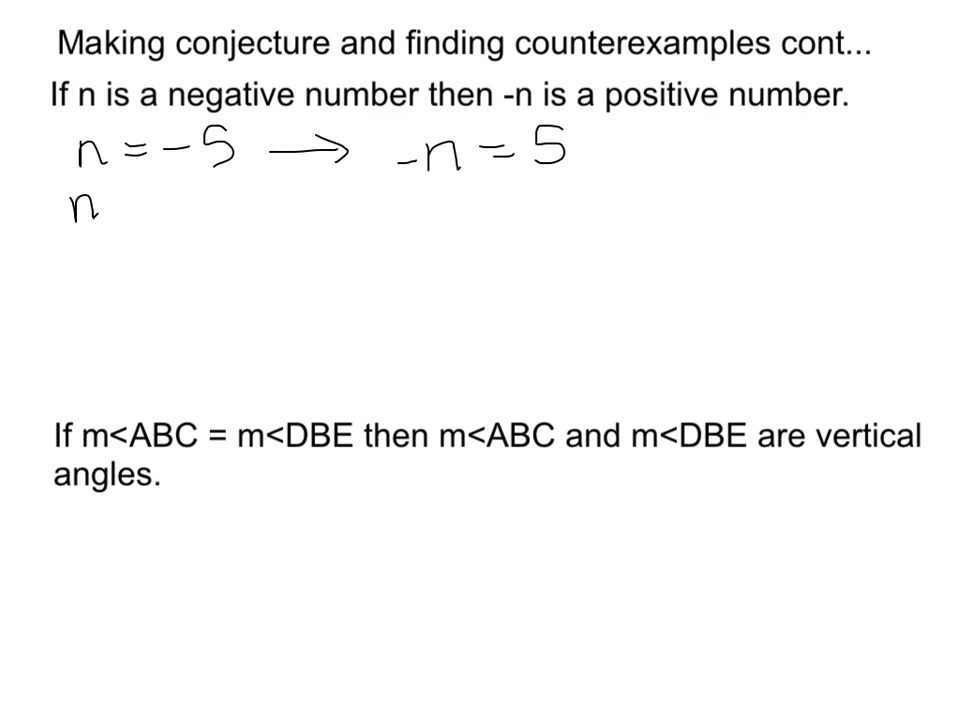 Making conjecture and finding counterexamples cont...
If n is a negative number then -n is a positive number.
n = -5 → -n = 5
n
If m<ABC = m<DBE then m<ABC and m<DBE are vertical
angles.